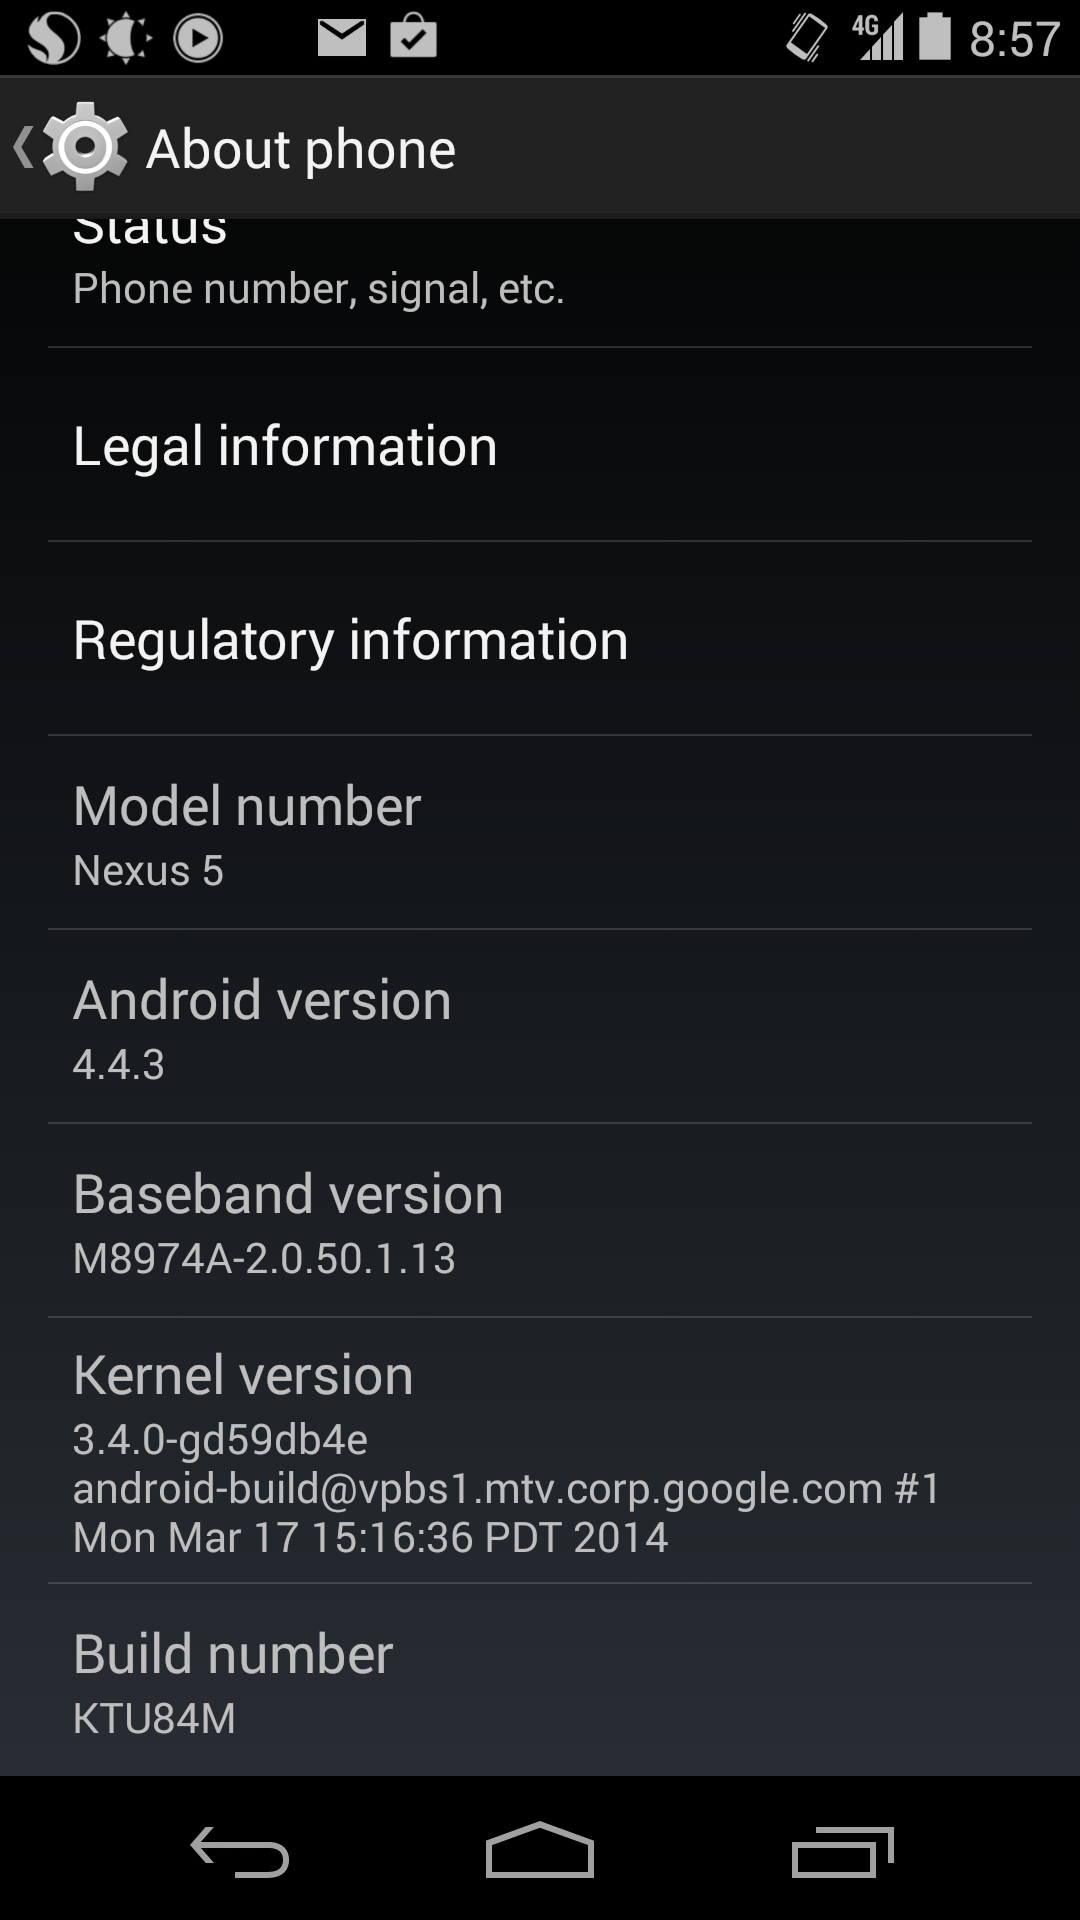 4G 8:57
About phone
Status
Phone number, signal, etc.
Legal information
Regulatory information
Model number
Nexus 5
Android version
4.4.3
Baseband version
M8974A-2.0.50.1.13
Kernel version
3.4.0-gd59db4e
android-build@vpbs1.mtv.corp.google.com #1
Mon Mar 17 15:16:36 PDT 2014
Build number
KTU84M